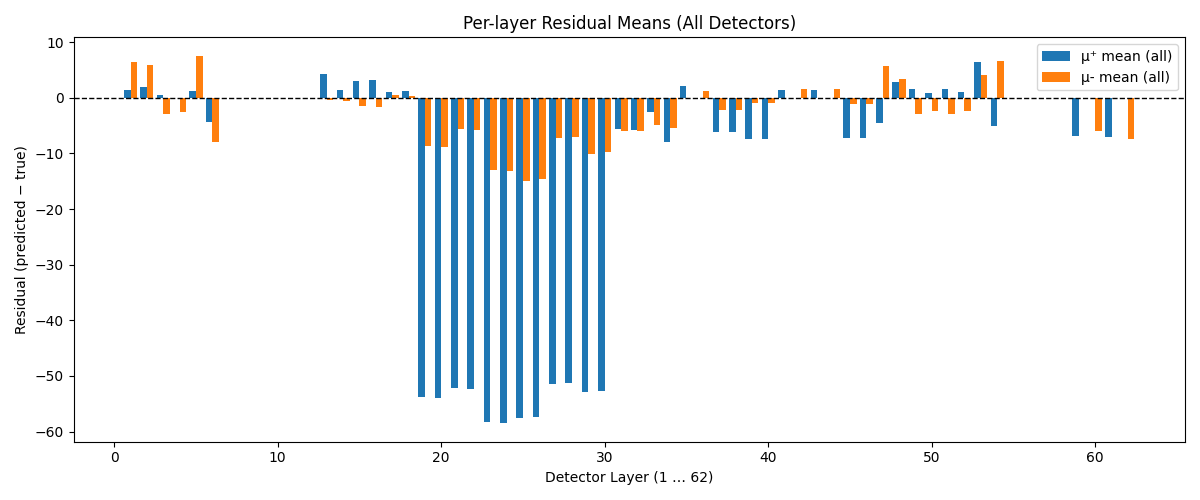 Per-layer Residual Means (All Detectors)
Residual (predicted − true)
10
0
−10
−20
−30
−40
−50
−60
μ⁺ mean (all)
μ- mean (all)
0 10 20 30 40 50 60
Detector Layer (1 … 62)